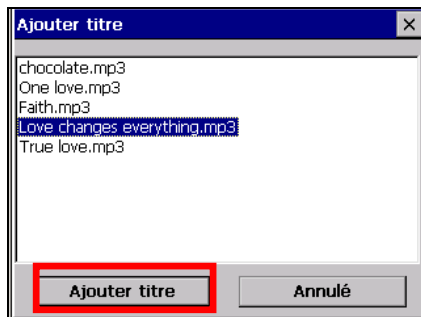 Ajouter titre
chocolate.mp3
One love.mp3
Faith.mp3
Love changes everything.mp3
True love.mp3
Ajouter titre
Annulé